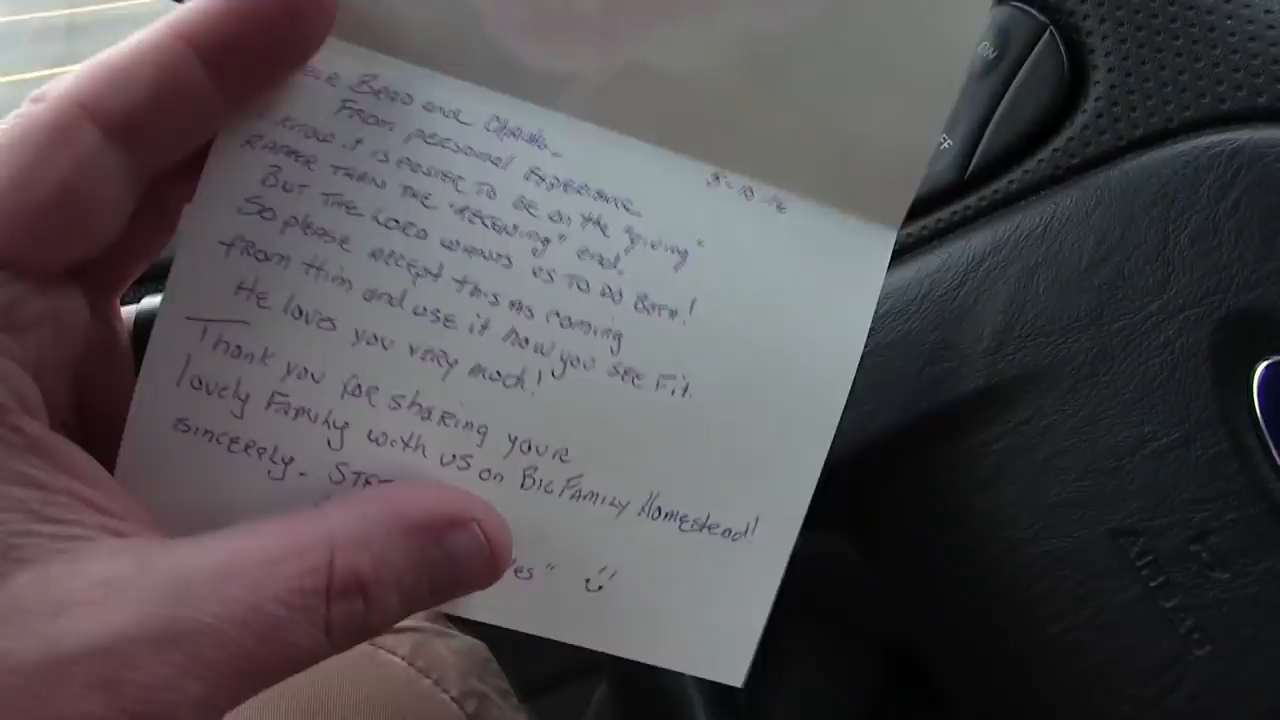 Brad and
From personal Experience
I know it is easier to be on the "giving"
Rather than the "receiving" end.
But the Lord wants us to do Both!
So please accept this as coming
from Him and use it how you see Fit.
He loves you very much!
Thank you for sharing youre
lovely Family with us on Big Family Homestead!
sincerely.
ON
AIRBAG